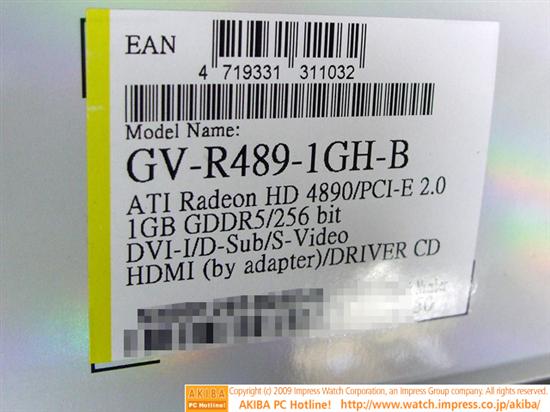 EAN
4 719331 311032
Model Name:
GV-R489-1GH-B
ATI Radeon HD 4890/PCI-E 2.0
1GB GDDR5/256 bit
DVI-I/D-Sub/S-Video
HDMI (by adapter)/DRIVER CD
Number
AKIBA
PC Hotline!
Copyright (c) 2009 Impress Watch Corporation, an Impress Group company. All rights reserved.
AKIBA PC Hotline! http://www.watch.impress.co.jp/akiba/